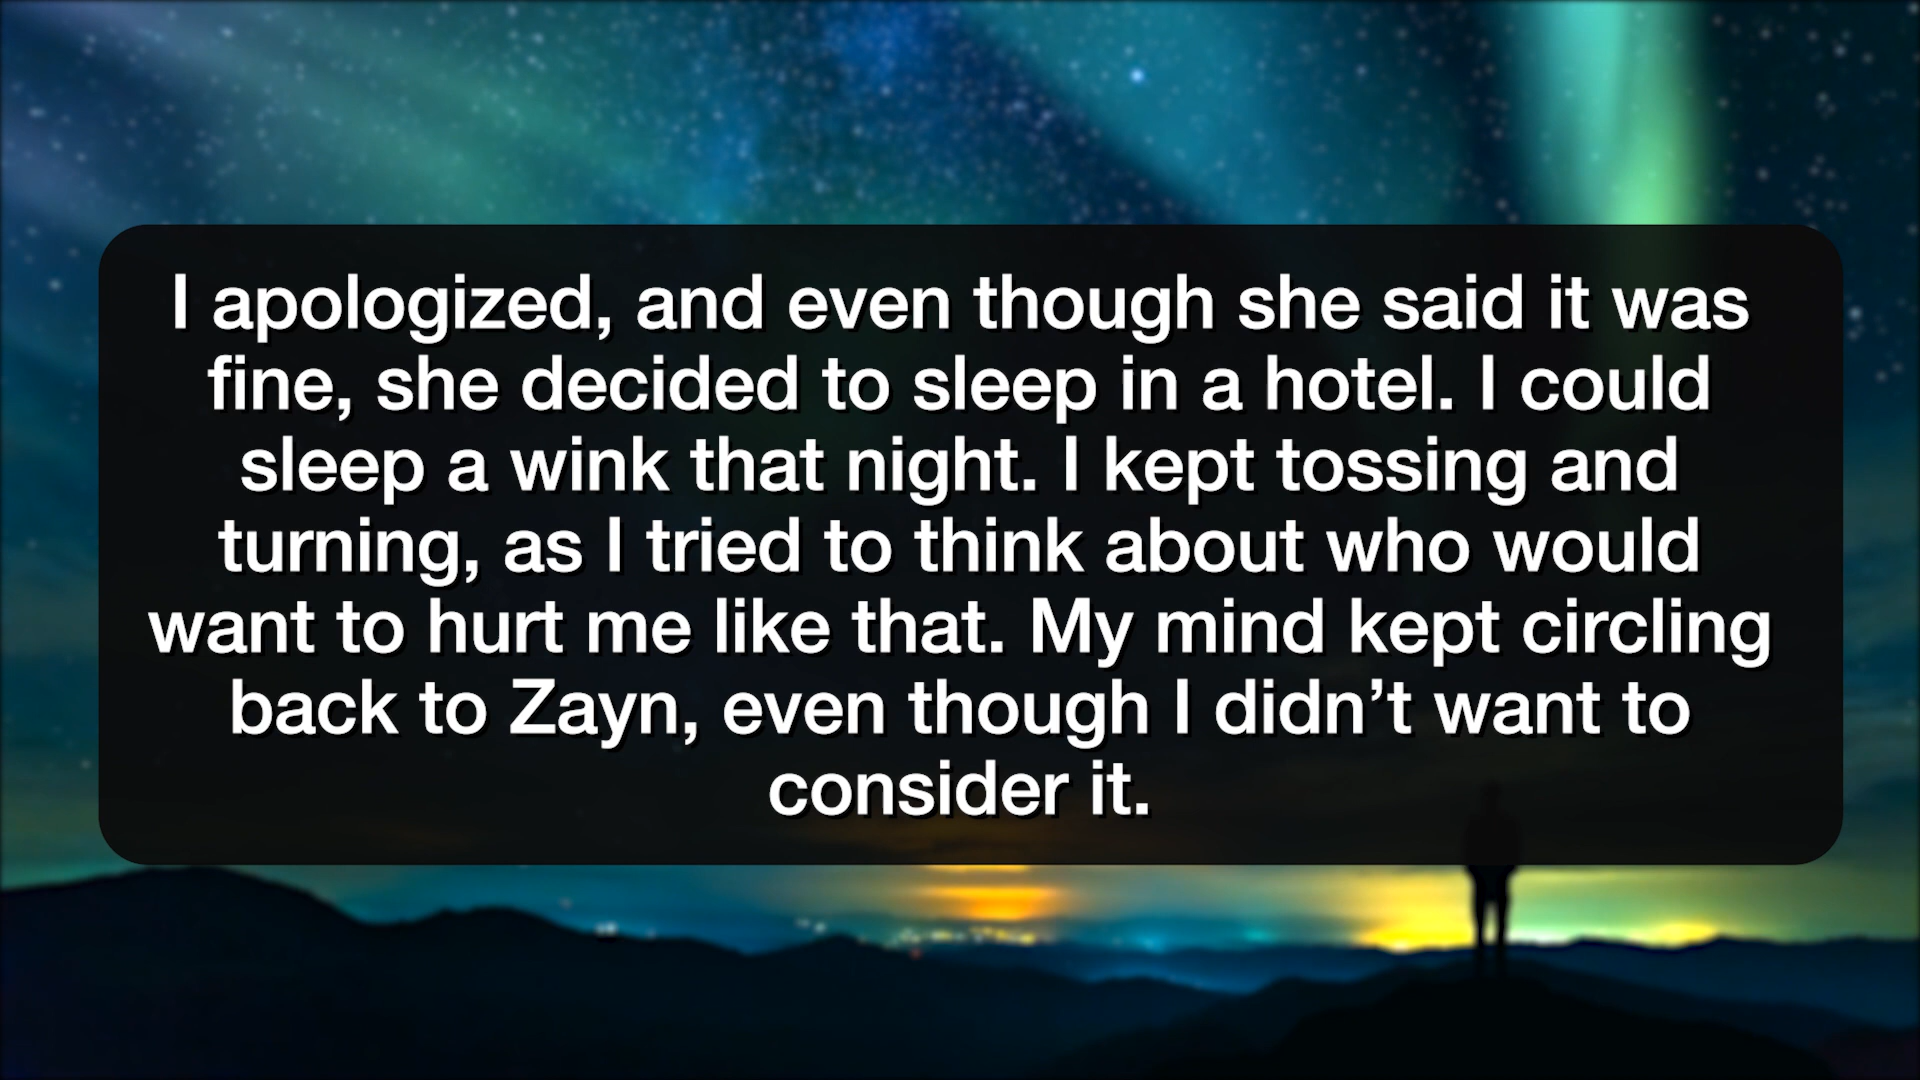 I apologized, and even though she said it was
fine, she decided to sleep in a hotel. I could
sleep a wink that night. I kept tossing and
turning, as I tried to think about who would
want to hurt me like that. My mind kept circling
back to Zayn, even though I didn’t want to
consider it.